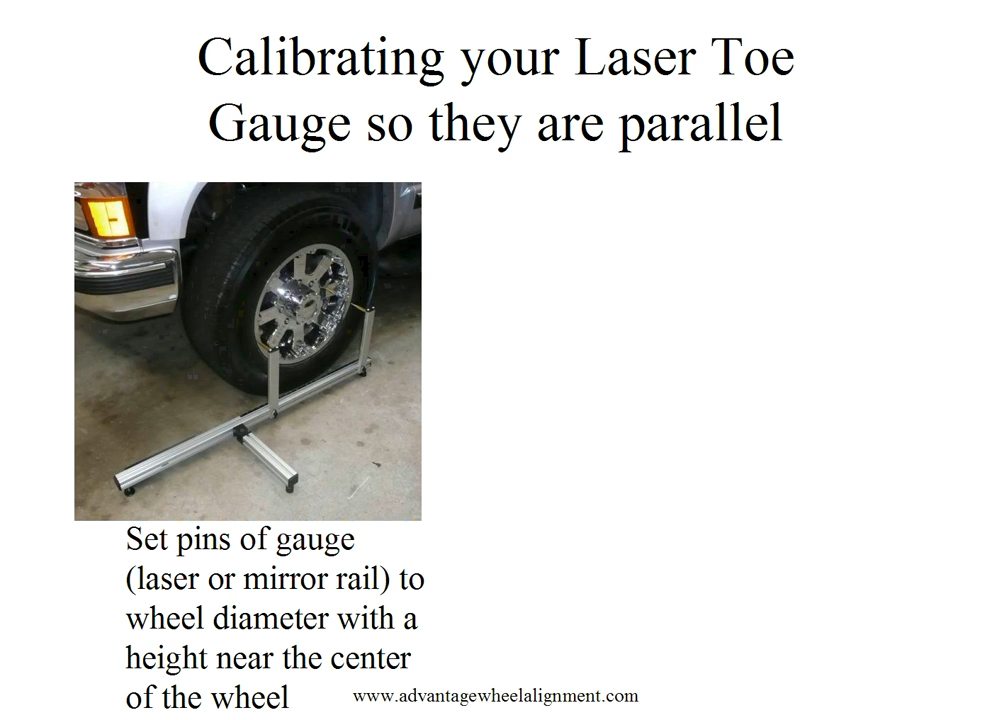 Calibrating your Laser Toe
Gauge so they are parallel
Set pins of gauge
(laser or mirror rail) to
wheel diameter with a
height near the center
of the wheel
www.advantagewheelalignment.com